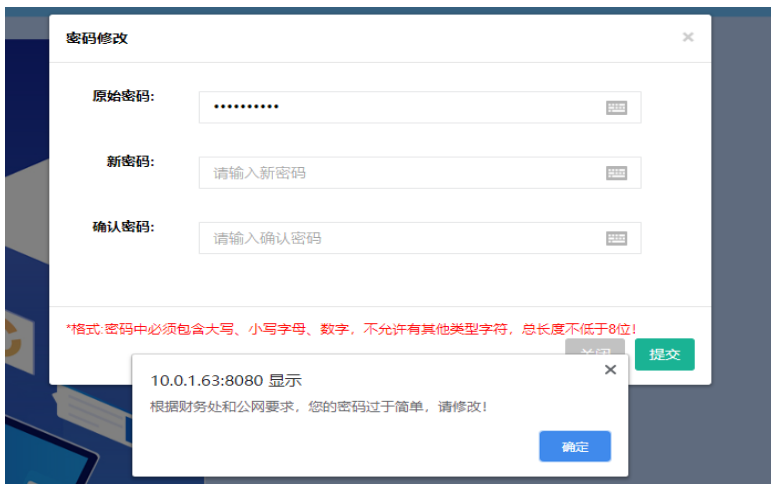 密码修改
×
原始密码:
••••••••••
新密码:
请输入新密码
确认密码:
请输入确认密码
*格式:密码中必须包含大写、小写字母、数字，不允许有其他类型字符，总长度不低于8位!
关闭
提交
10.0.1.63:8080 显示
×
根据财务处和公网要求，您的密码过于简单，请修改!
确定